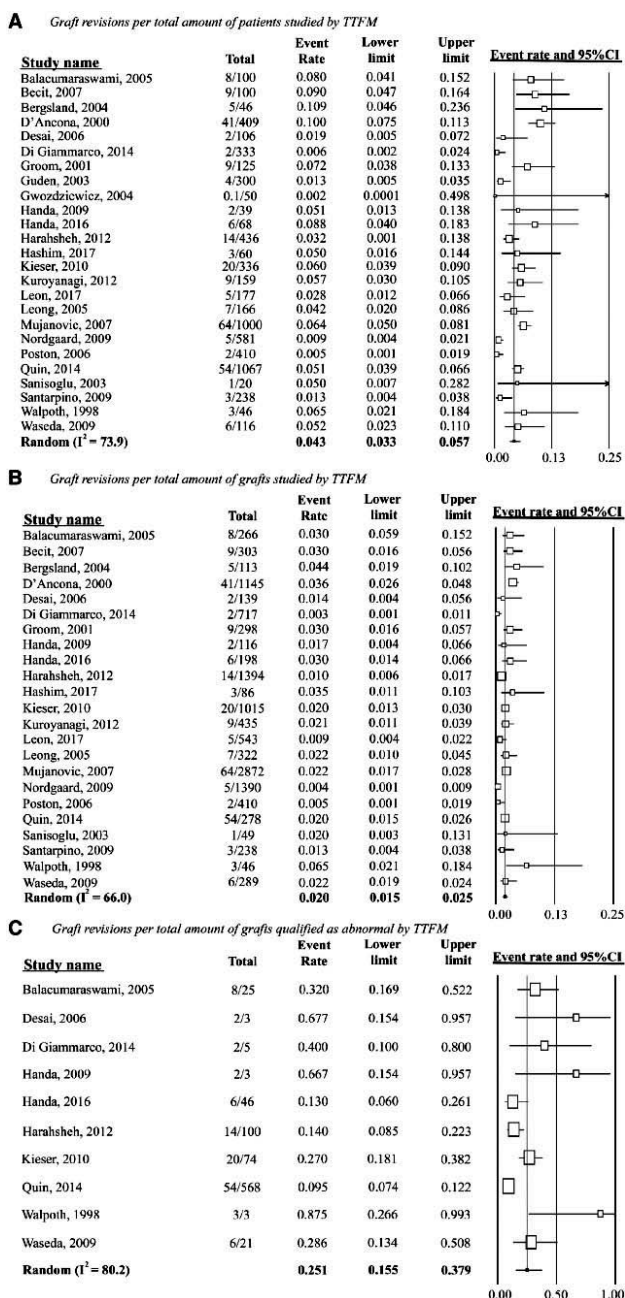 A Graft revisions per total amount of patients studied by TTFM
Study name Total Event Rate Lower limit Upper limit Event rate and 95%CI
Balacumaraswami, 2005 8/100 0.080 0.041 0.152
Becit, 2007 9/100 0.090 0.047 0.164
Bergsland, 2004 5/46 0.109 0.046 0.236
D'Ancona, 2000 41/409 0.100 0.075 0.113
Desai, 2006 2/106 0.019 0.005 0.072
Di Giammarco, 2014 2/333 0.006 0.002 0.024
Groom, 2001 9/125 0.072 0.038 0.133
Guden, 2003 4/300 0.013 0.005 0.035
Gwozdziewicz, 2004 0.1/50 0.002 0.0001 0.498
Handa, 2009 2/39 0.051 0.013 0.138
Handa, 2016 6/68 0.088 0.040 0.183
Harahsheh, 2012 14/436 0.032 0.001 0.138
Hashim, 2017 3/60 0.050 0.016 0.144
Kieser, 2010 20/336 0.060 0.039 0.090
Kuroyanagi, 2012 9/159 0.057 0.030 0.105
Leon, 2017 5/177 0.028 0.012 0.066
Leong, 2005 7/166 0.042 0.020 0.086
Mujanovic, 2007 64/1000 0.064 0.050 0.081
Nordgaard, 2009 5/581 0.009 0.004 0.021
Poston, 2006 2/410 0.005 0.001 0.019
Quin, 2014 54/1067 0.051 0.039 0.066
Sanisoglu, 2003 1/20 0.050 0.007 0.282
Santarpino, 2009 3/238 0.013 0.004 0.038
Walpoth, 1998 3/46 0.065 0.021 0.184
Waseda, 2009 6/116 0.052 0.023 0.110
Random (I² = 73.9) 0.043 0.033 0.057
0.00 0.13 0.25
B Graft revisions per total amount of grafts studied by TTFM
Study name Total Event Rate Lower limit Upper limit Event rate and 95%CI
Balacumaraswami, 2005 8/266 0.030 0.059 0.152
Becit, 2007 9/303 0.030 0.016 0.056
Bergsland, 2004 5/113 0.044 0.019 0.102
D'Ancona, 2000 41/1145 0.036 0.026 0.048
Desai, 2006 2/139 0.014 0.004 0.056
Di Giammarco, 2014 2/717 0.003 0.001 0.011
Groom, 2001 9/298 0.030 0.016 0.057
Handa, 2009 2/116 0.017 0.004 0.066
Handa, 2016 6/198 0.030 0.014 0.066
Harahsheh, 2012 14/1394 0.010 0.006 0.017
Hashim, 2017 3/86 0.035 0.011 0.103
Kieser, 2010 20/1015 0.020 0.013 0.030
Kuroyanagi, 2012 9/435 0.021 0.011 0.039
Leon, 2017 5/543 0.009 0.004 0.022
Leong, 2005 7/322 0.022 0.010 0.045
Mujanovic, 2007 64/2872 0.022 0.017 0.028
Nordgaard, 2009 5/1390 0.004 0.001 0.009
Poston, 2006 2/410 0.005 0.001 0.019
Quin, 2014 54/278 0.020 0.015 0.026
Sanisoglu, 2003 1/49 0.020 0.003 0.131
Santarpino, 2009 3/238 0.013 0.004 0.038
Walpoth, 1998 3/46 0.065 0.021 0.184
Waseda, 2009 6/289 0.022 0.019 0.024
Random (I² = 66.0) 0.020 0.015 0.025
0.00 0.13 0.25
C Graft revisions per total amount of grafts qualified as abnormal by TTFM
Study name Total Event Rate Lower limit Upper limit Event rate and 95%CI
Balacumaraswami, 2005 8/25 0.320 0.169 0.522
Desai, 2006 2/3 0.677 0.154 0.957
Di Giammarco, 2014 2/5 0.400 0.100 0.800
Handa, 2009 2/3 0.667 0.154 0.957
Handa, 2016 6/46 0.130 0.060 0.261
Harahsheh, 2012 14/100 0.140 0.085 0.223
Kieser, 2010 20/74 0.270 0.181 0.382
Quin, 2014 54/568 0.095 0.074 0.122
Walpoth, 1998 3/3 0.875 0.266 0.993
Waseda, 2009 6/21 0.286 0.134 0.508
Random (I² = 80.2) 0.251 0.155 0.379
0.00 0.50 1.00